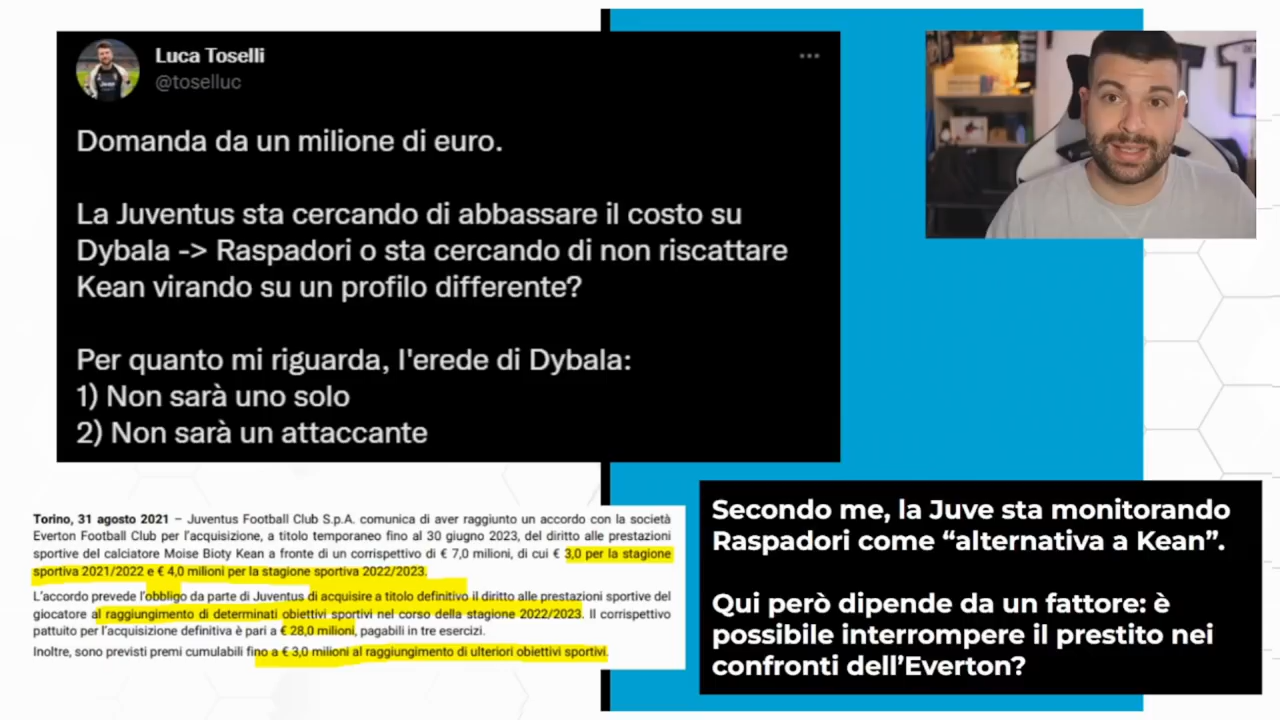 Luca Toselli
@toselluc
Domanda da un milione di euro.
La Juventus sta cercando di abbassare il costo su
Dybala -> Raspadori o sta cercando di non riscattare
Kean virando su un profilo differente?
Per quanto mi riguarda, l'erede di Dybala:
1) Non sarà uno solo
2) Non sarà un attaccante
Torino, 31 agosto 2021 – Juventus Football Club S.p.A. comunica di aver raggiunto un accordo con la società
Everton Football Club per l'acquisizione, a titolo temporaneo fino al 30 giugno 2023, del diritto alle prestazioni
sportive del calciatore Moise Bioty Kean a fronte di un corrispettivo di € 7,0 milioni, di cui € 3,0 per la stagione
sportiva 2021/2022 e € 4,0 milioni per la stagione sportiva 2022/2023.
L'accordo prevede l'obbligo da parte di Juventus di acquisire a titolo definitivo il diritto alle prestazioni sportive del
giocatore al raggiungimento di determinati obiettivi sportivi nel corso della stagione 2022/2023. Il corrispettivo
pattuito per l'acquisizione definitiva è pari a € 28,0 milioni, pagabili in tre esercizi.
Inoltre, sono previsti premi cumulabili fino a € 3,0 milioni al raggiungimento di ulteriori obiettivi sportivi.
Secondo me, la Juve sta monitorando
Raspadori come “alternativa a Kean”.
Qui però dipende da un fattore: è
possibile interrompere il prestito nei
confronti dell’Everton?